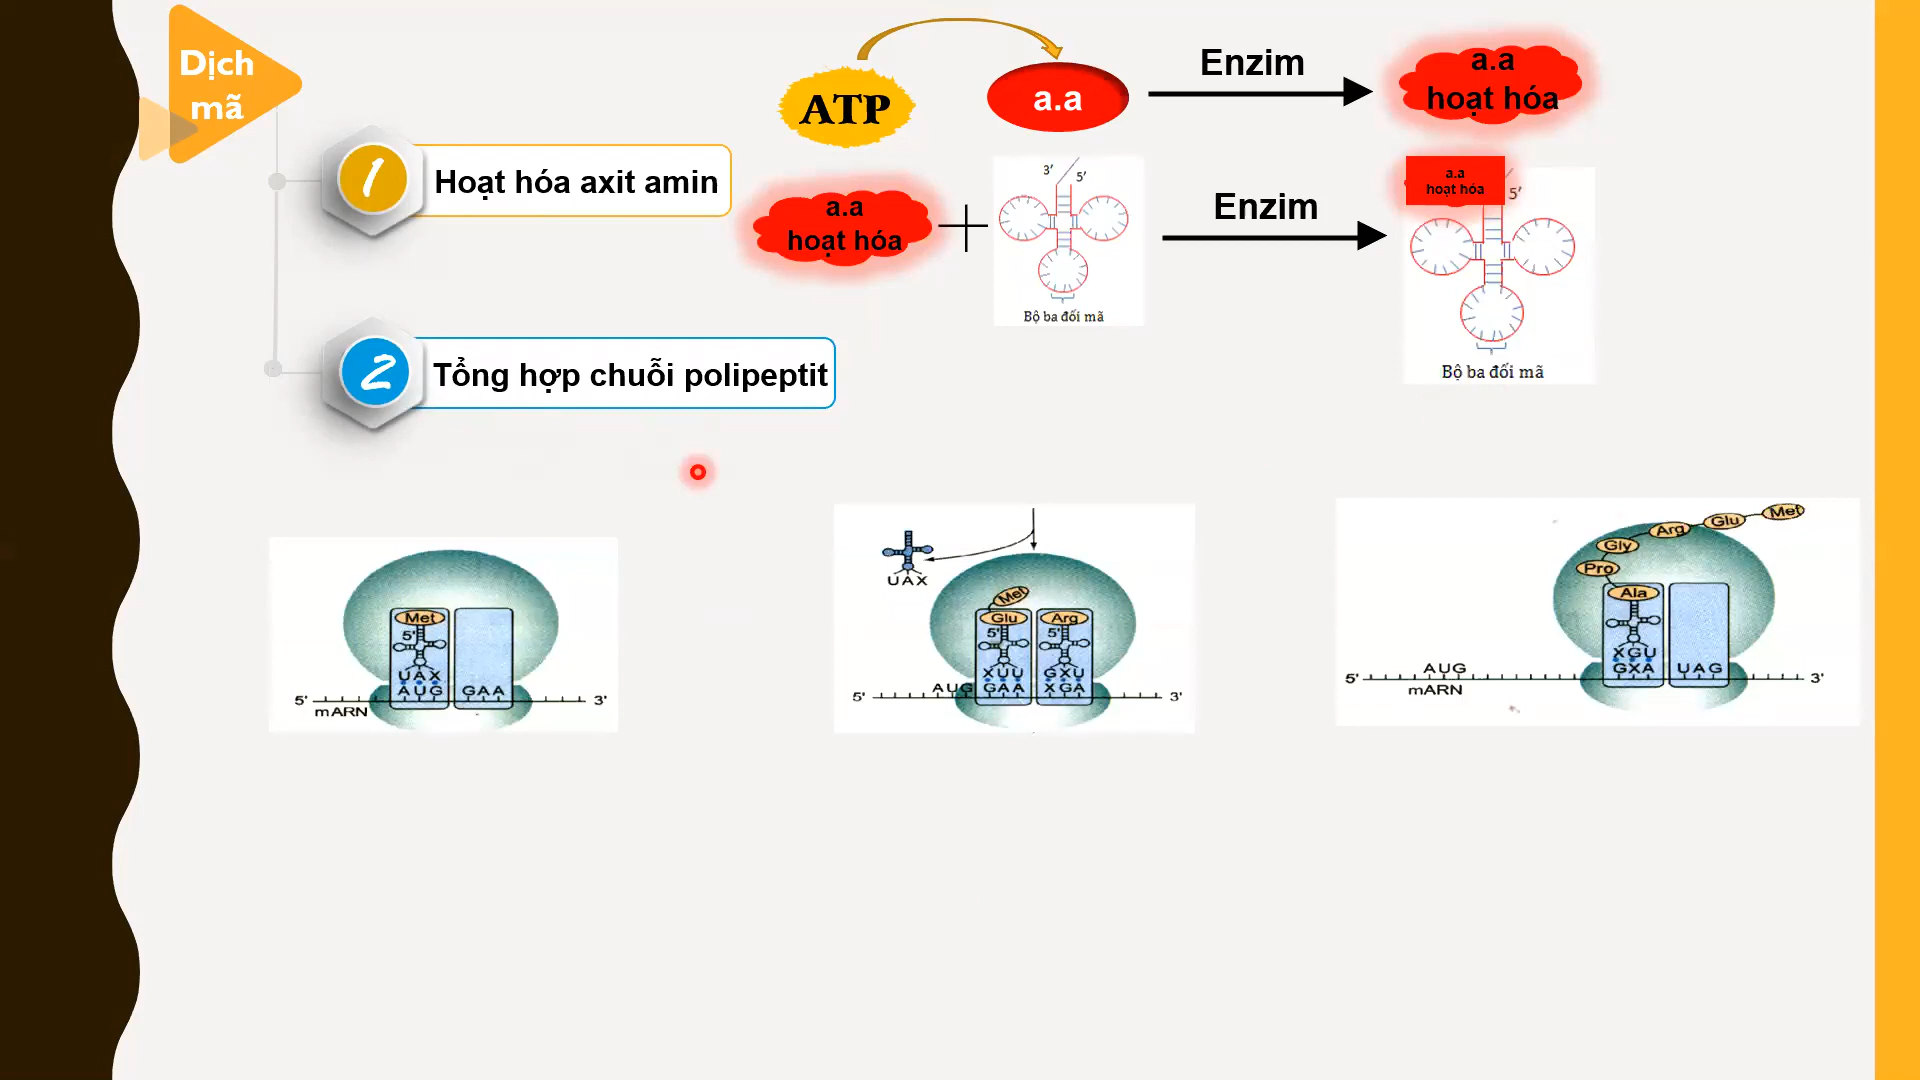 Dịch
mã
1
Hoạt hóa axit amin
2
Tổng hợp chuỗi polipeptit
ATP
a.a
Enzim
a.a
hoạt hóa
a.a
hoạt hóa
3'
5'
Bộ ba đối mã
Enzim
a.a
hoạt hóa
5'
Bộ ba đối mã
Met
5'
UAX
AUG
GAA
5'
3'
mARN
UAX
Met
Glu
Arg
5'
5'
XUU
GXU
AUG
GAA
XGA
5'
3'
Met
Glu
Arg
Gly
Pro
Ala
XGU
AUG
GXA
UAG
5'
3'
mARN